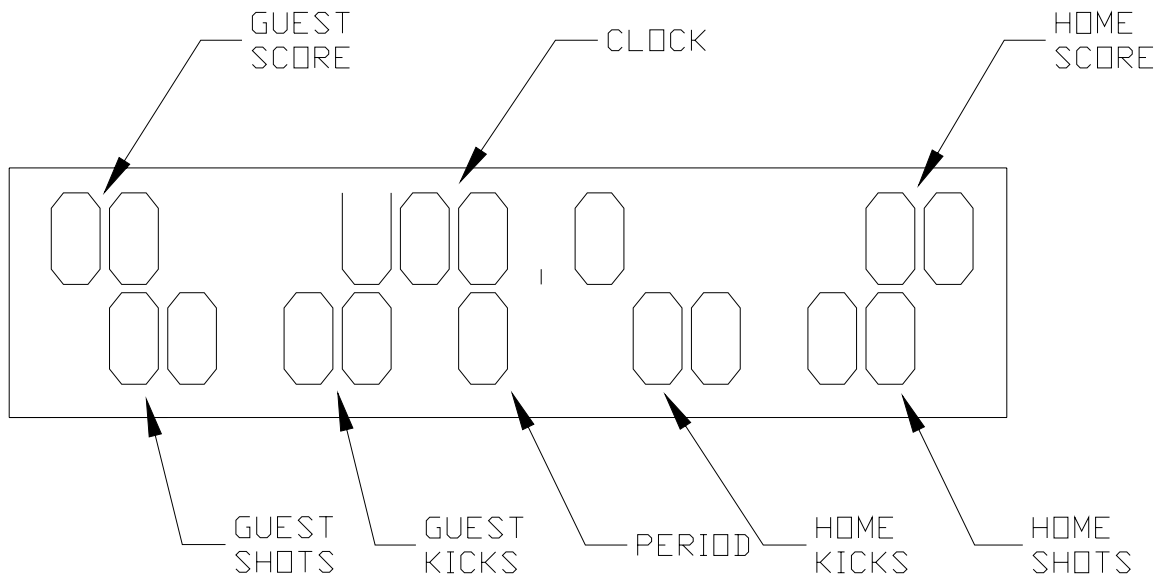 GUEST
SCORE
CLOCK
HOME
SCORE
GUEST
SHOTS
GUEST
KICKS
PERIOD
HOME
KICKS
HOME
SHOTS